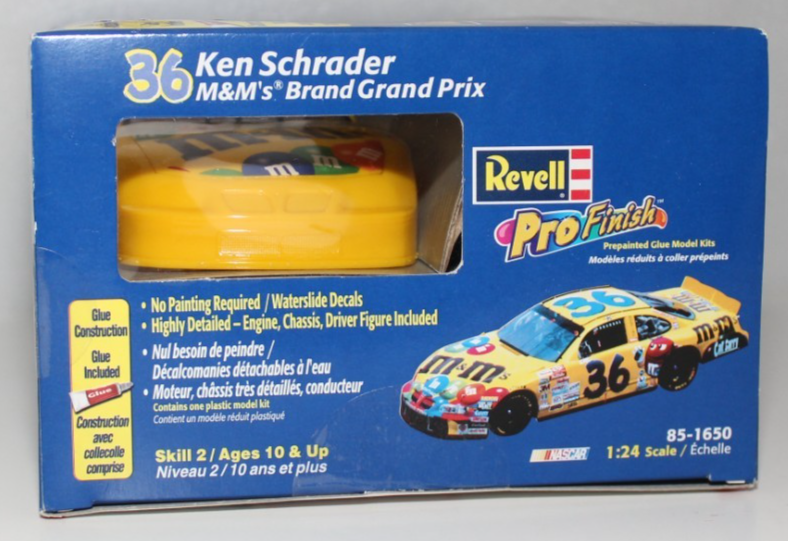 36 Ken Schrader
M&M's® Brand Grand Prix
m
m
Revell
Pro Finish™
Prepainted Glue Model Kits
Modèles réduits à coller prépeints
Glue
Construction
Glue
Included
Glue
Construction
avec
collecolle
comprise
• No Painting Required / Waterslide Decals
• Highly Detailed – Engine, Chassis, Driver Figure Included
• Nul besoin de peindre /
Décalcomanies détachables à l'eau
• Moteur, châssis très détaillés, conducteur
Contains one plastic model kit
Contient un modèle réduit plastiqué
Skill 2 / Ages 10 & Up
Niveau 2 / 10 ans et plus
36
m&m's
36
m&m's
NASCAR
85-1650
1:24 Scale / Échelle